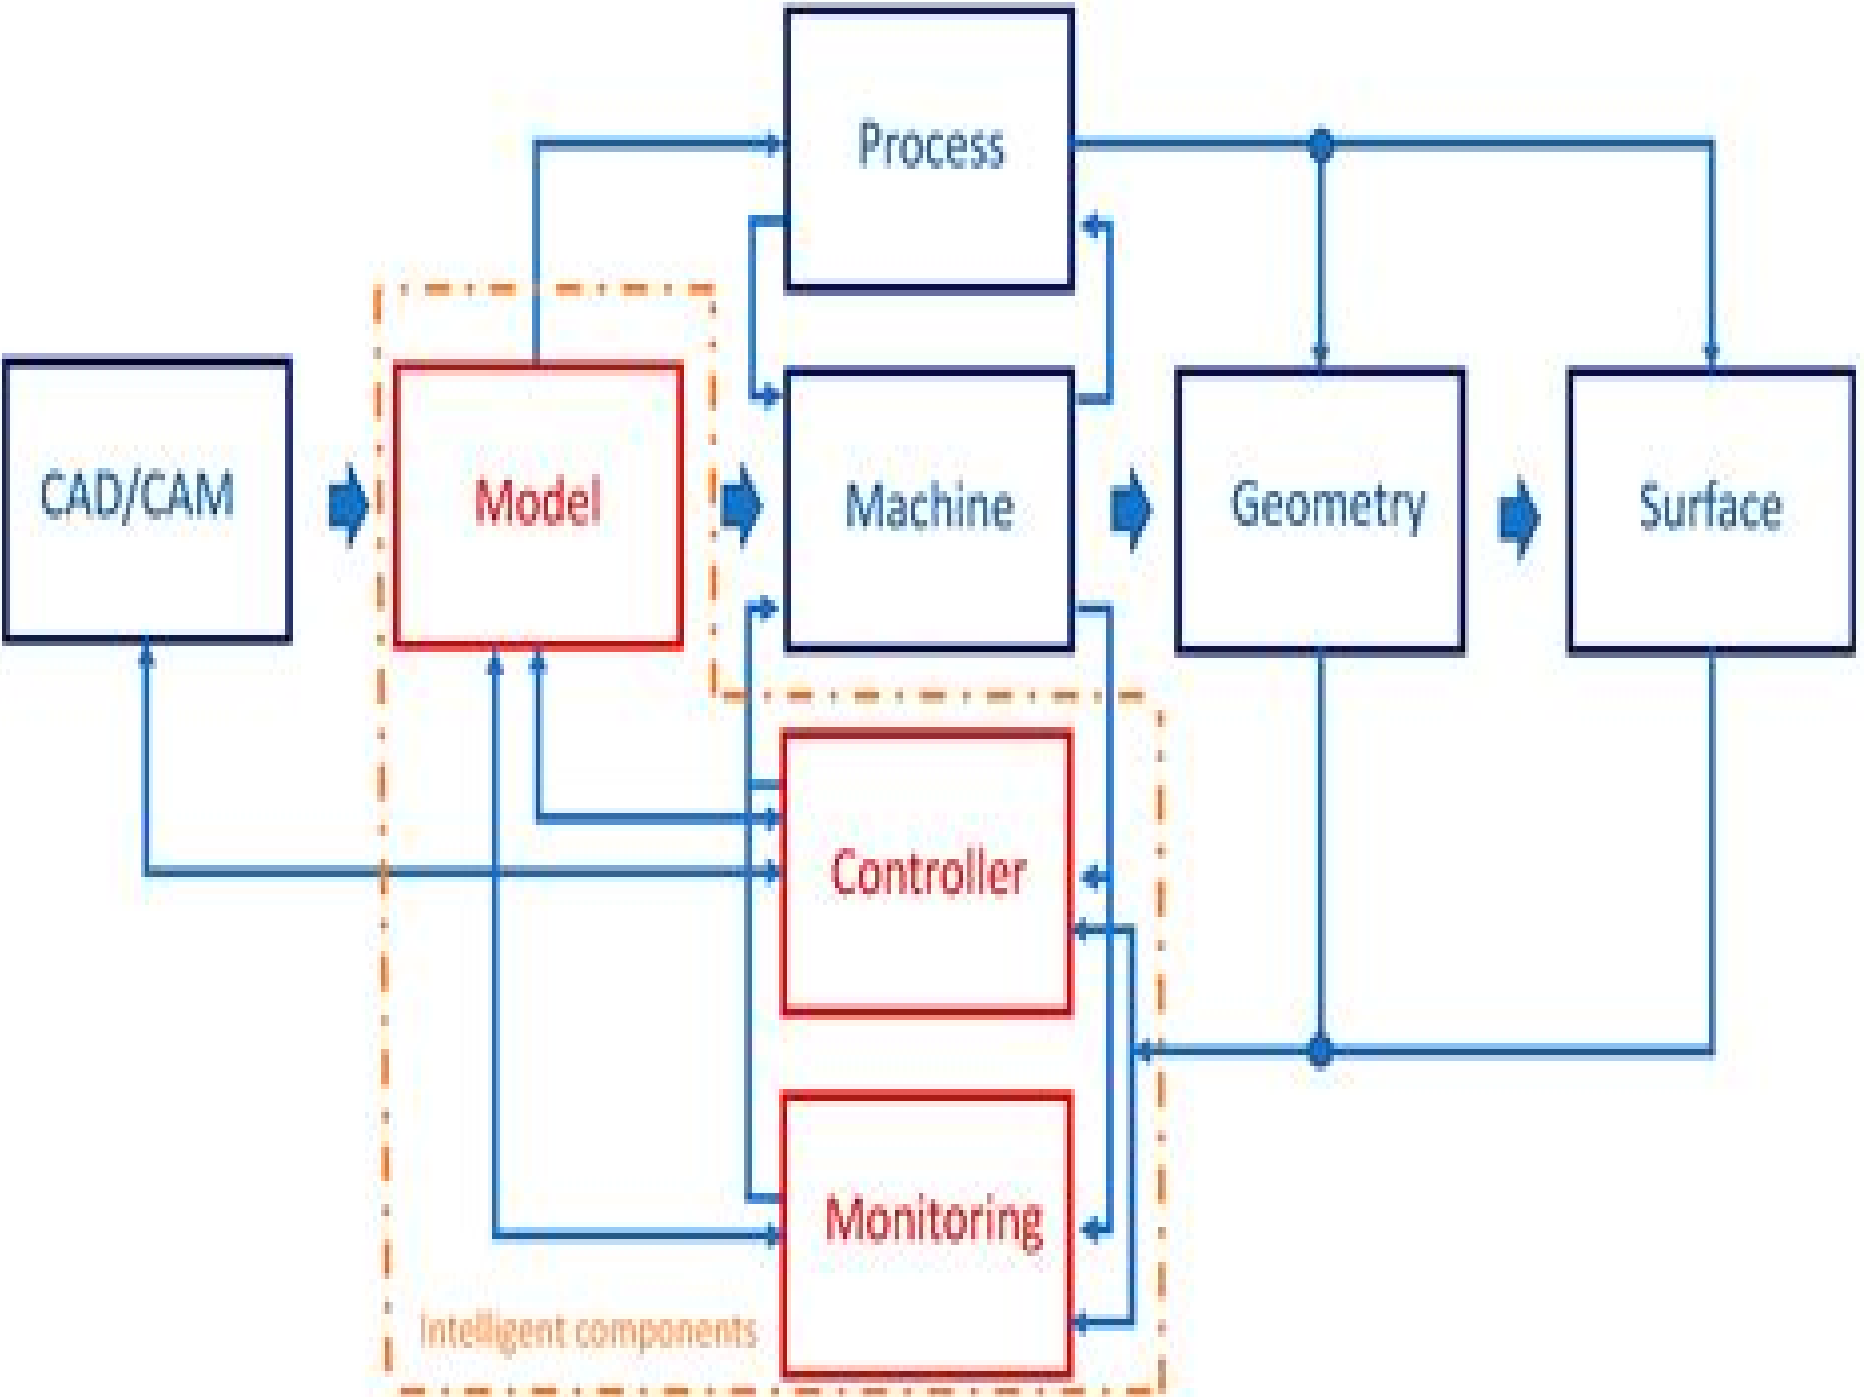 Process
CAD/CAM
Model
Machine
Geometry
Surface
Controller
Monitoring
Intelligent components